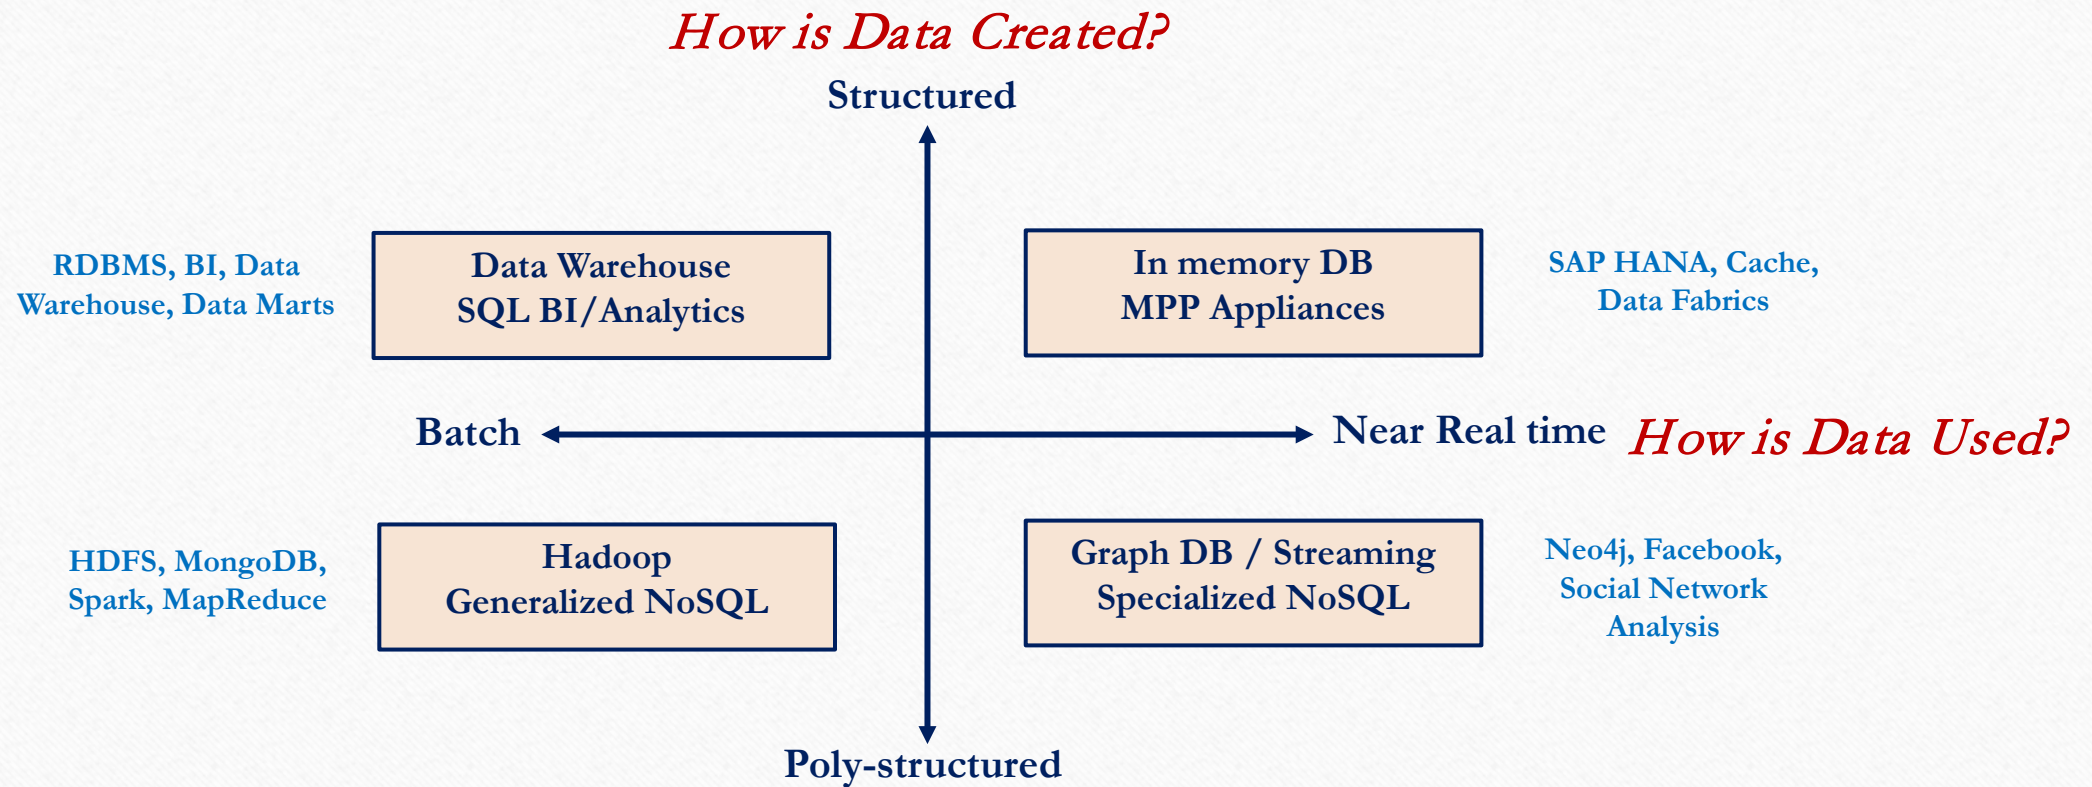 How is Data Created?
Structured
RDBMS, BI, Data
Warehouse, Data Marts
Data Warehouse
SQL BI/Analytics
In memory DB
MPP Appliances
SAP HANA, Cache,
Data Fabrics
Batch
Near Real time
How is Data Used?
HDFS, MongoDB,
Spark, MapReduce
Hadoop
Generalized NoSQL
Graph DB / Streaming
Specialized NoSQL
Neo4j, Facebook,
Social Network
Analysis
Poly-structured